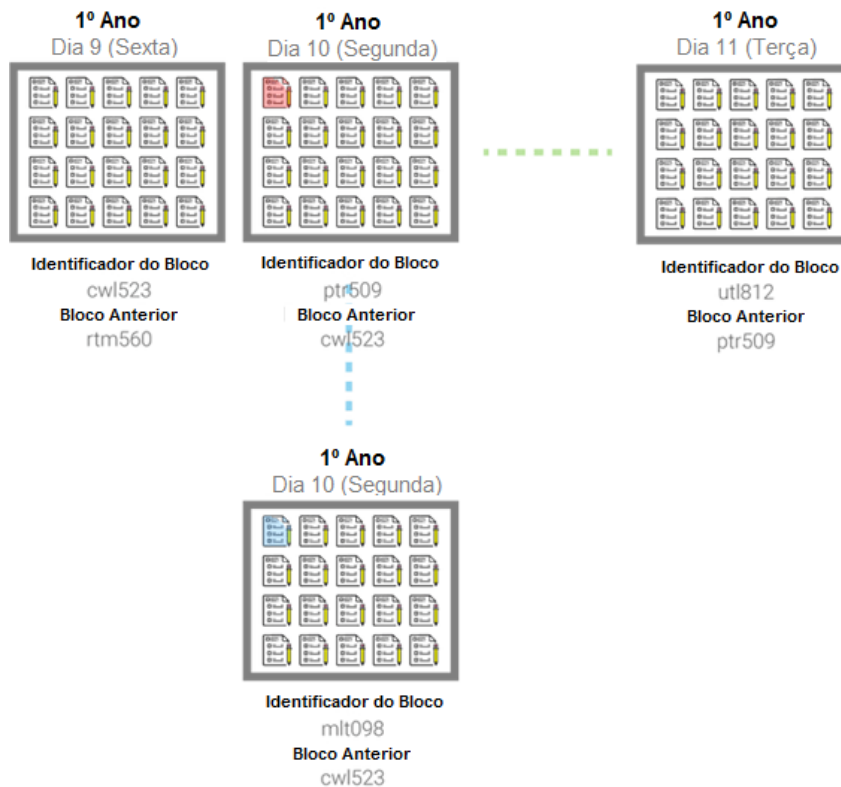 1º Ano
Dia 9 (Sexta)
Identificador do Bloco
cwl523
Bloco Anterior
rtm560
1º Ano
Dia 10 (Segunda)
Identificador do Bloco
ptr509
Bloco Anterior
cwl523
1º Ano
Dia 11 (Terça)
Identificador do Bloco
utl812
Bloco Anterior
ptr509
1º Ano
Dia 10 (Segunda)
Identificador do Bloco
mlt098
Bloco Anterior
cwl523